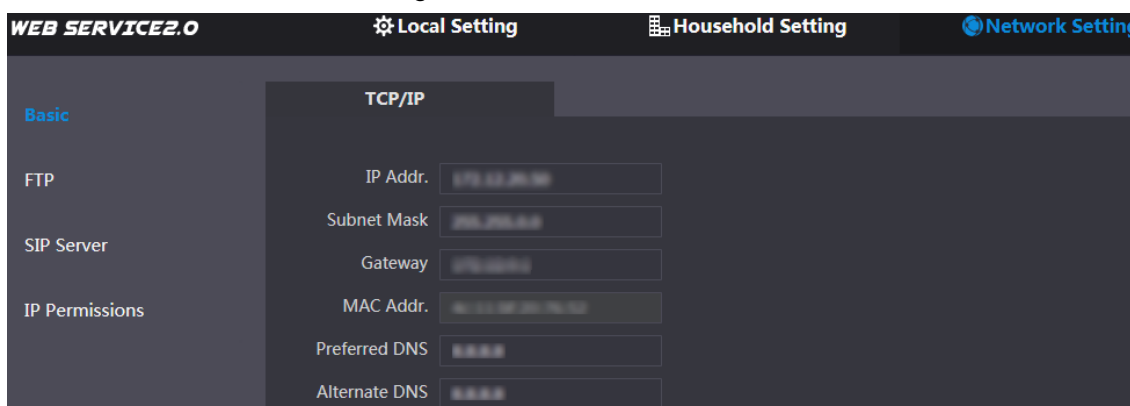 WEB SERVICE2.0 Local Setting Household Setting Network Setting
TCP/IP
Basic
FTP
SIP Server
IP Permissions
IP Addr.
Subnet Mask
Gateway
MAC Addr.
Preferred DNS
Alternate DNS